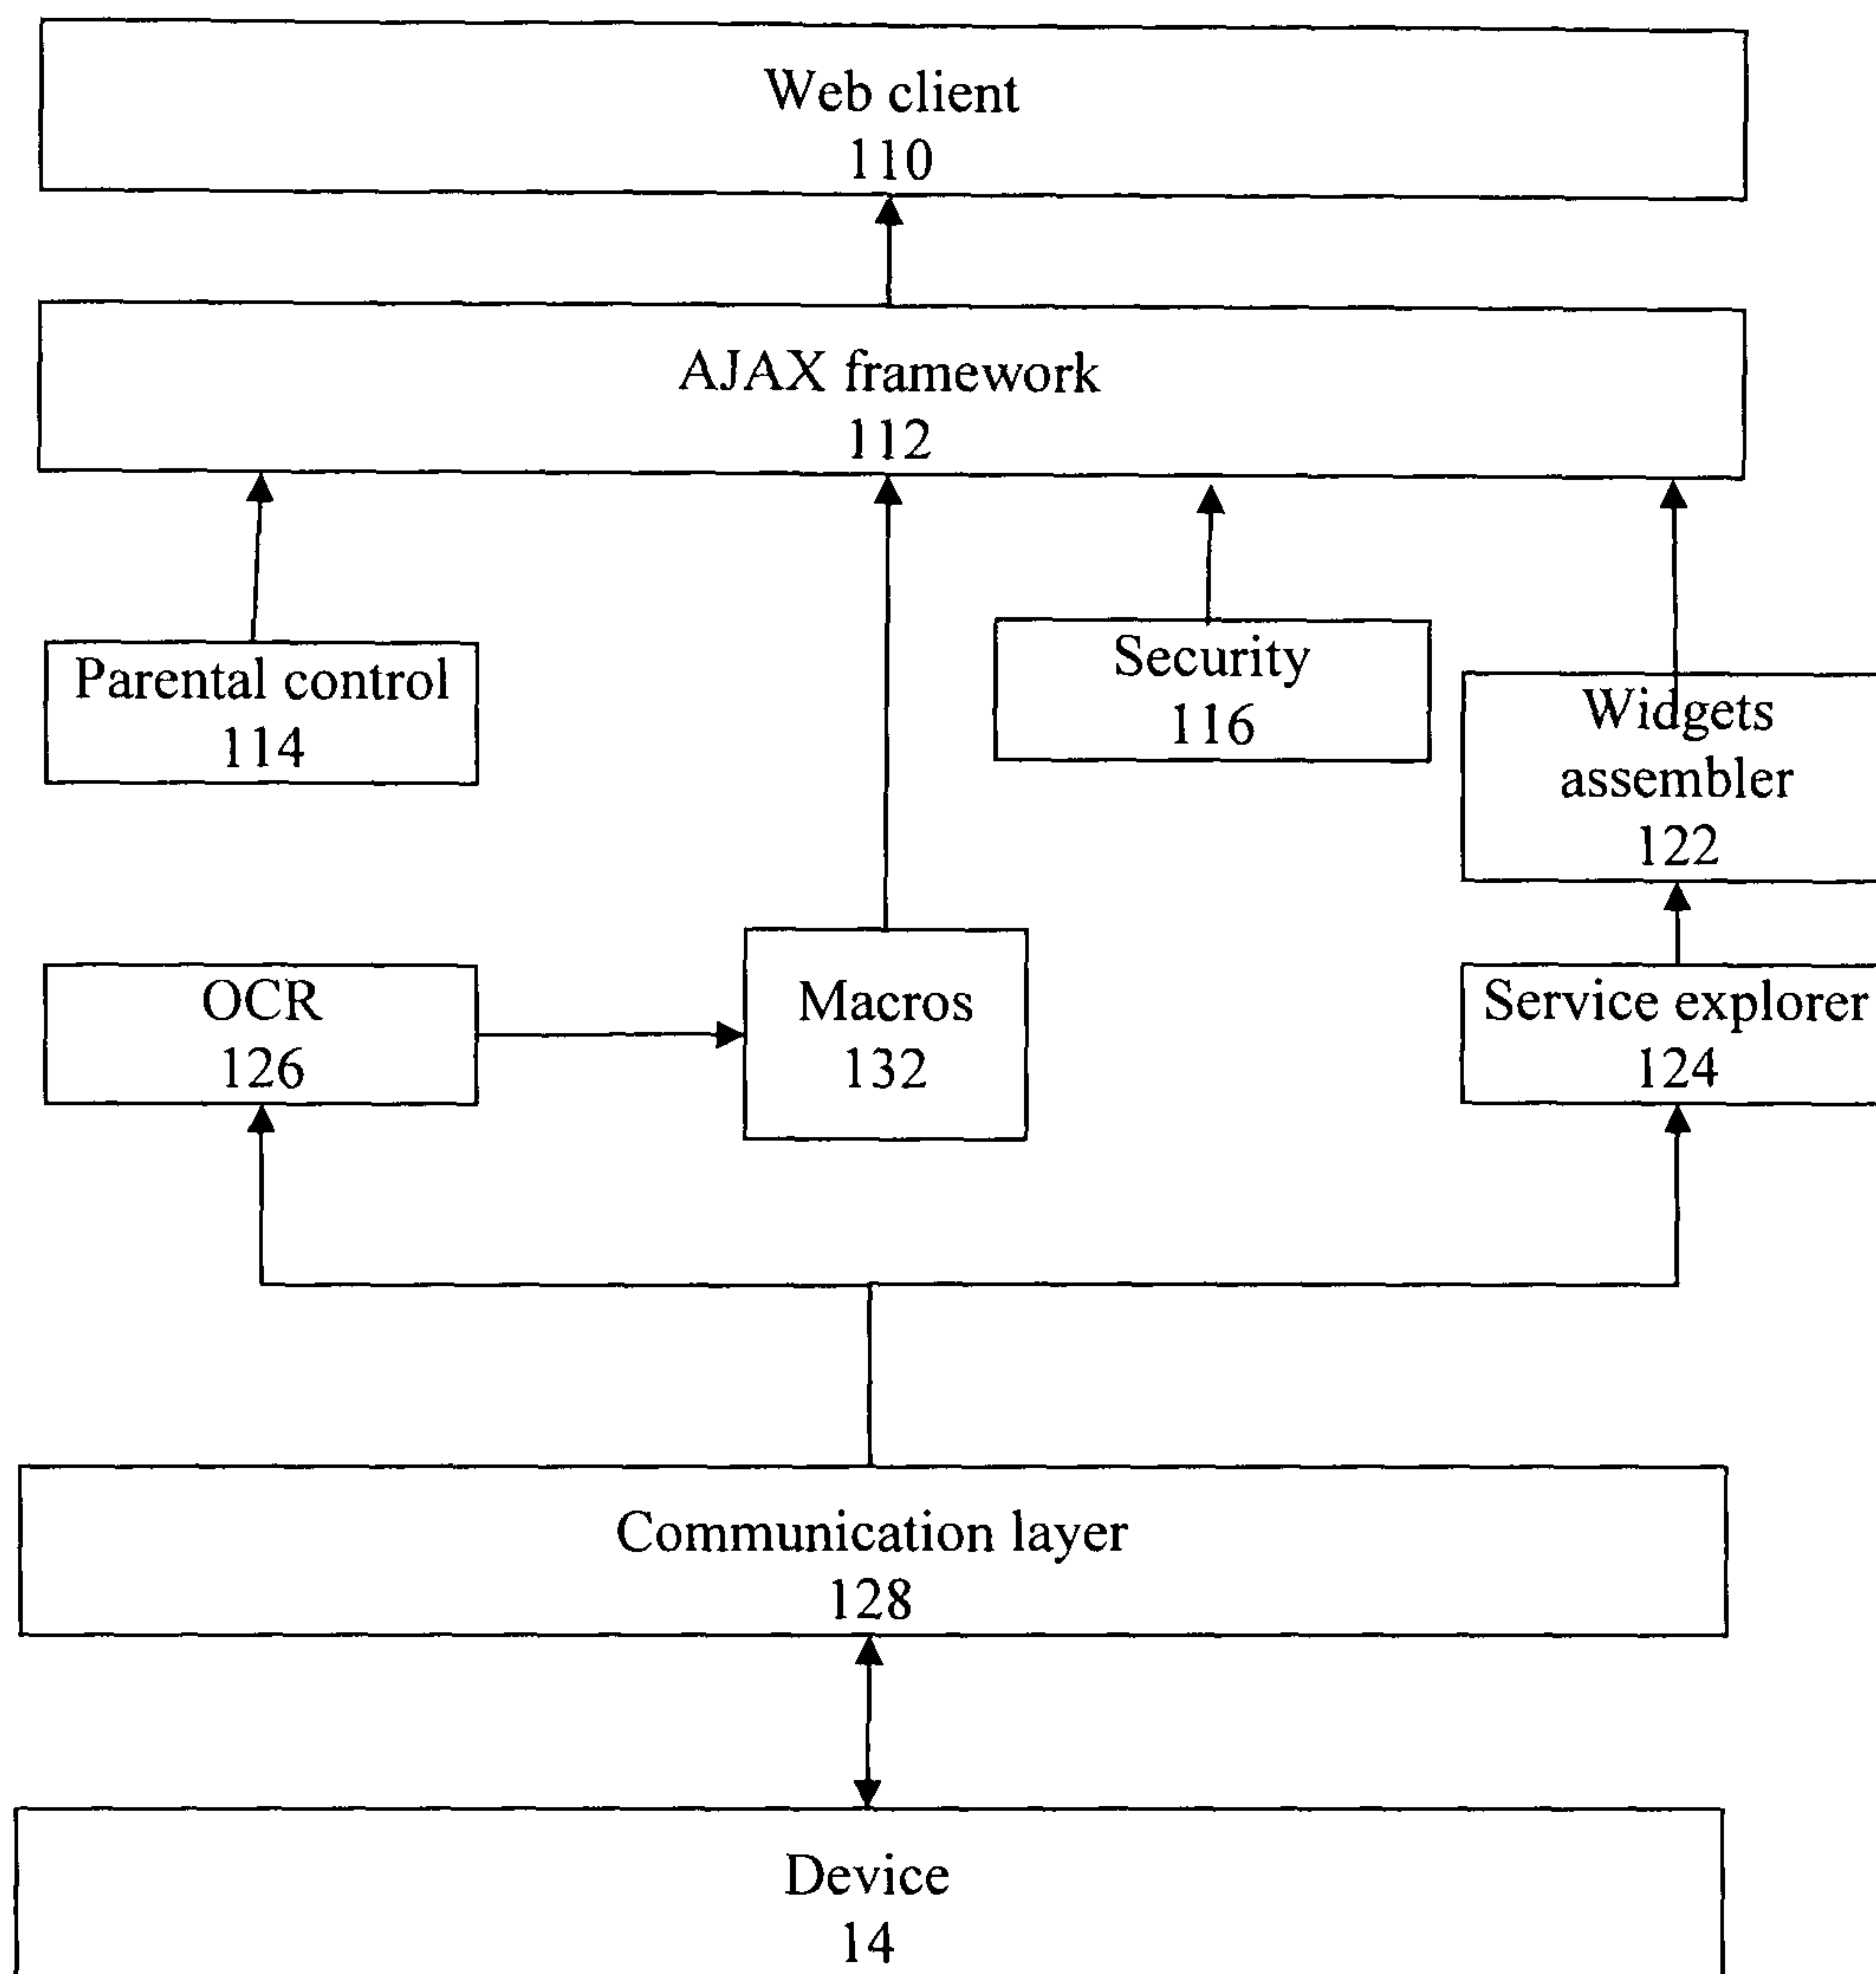 Web client
110
AJAX framework
112
Parental control
114
Security
116
Widgets
assembler
122
OCR
126
Macros
132
Service explorer
124
Communication layer
128
Device
14